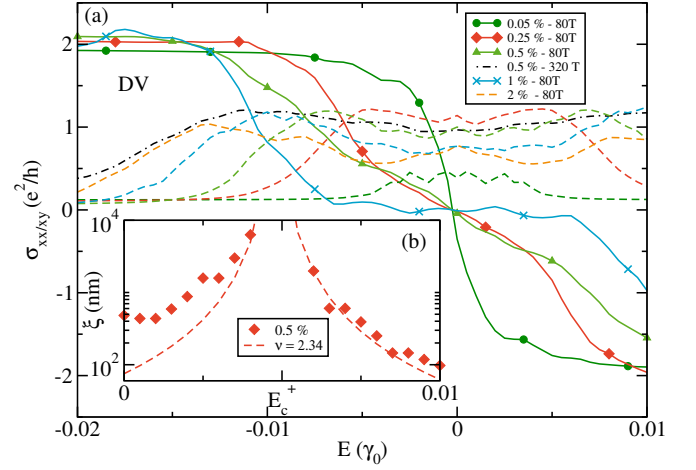 (a)
DV
0.05 % - 80T
0.25 % - 80T
0.5 % - 80T
0.5% - 320 T
1 % - 80T
2 % - 80T
σxx/xy (e²/h)
2
1
0
-1
-2
-0.02
-0.01
0
0.01
E (γ₀)
(b)
ξ (nm)
10⁴
10²
0.5 %
ν = 2.34
0
E_c⁺
0.01